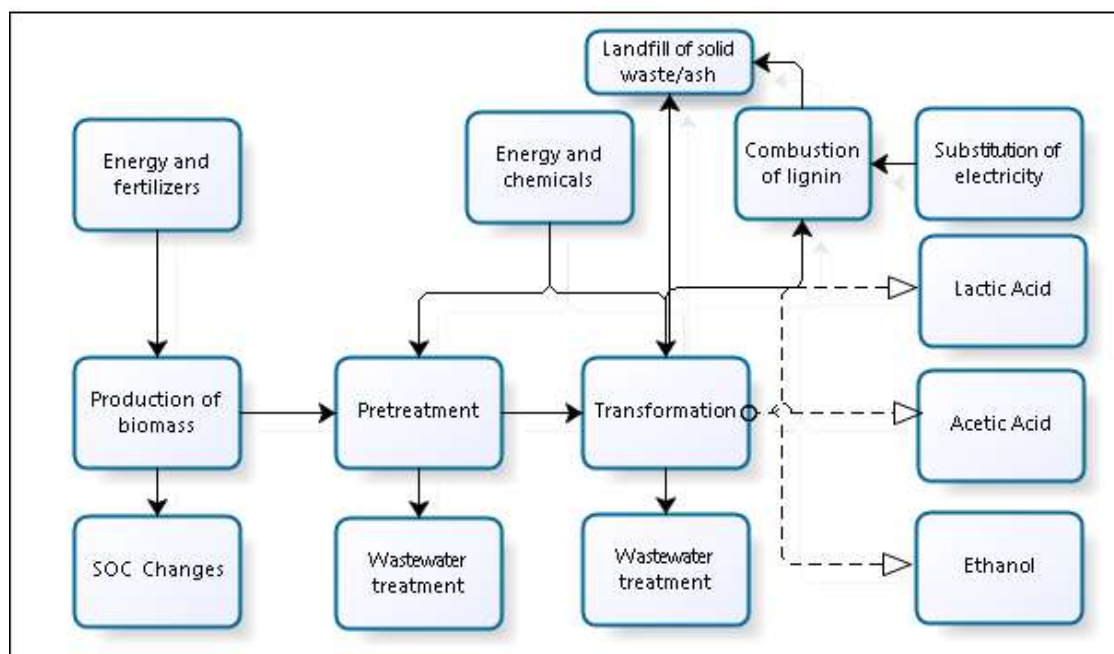 Landfill of solid
waste/ash
Energy and
fertilizers
Energy and
chemicals
Combustion
of lignin
Substitution of
electricity
Lactic Acid
Production of
biomass
Pretreatment
Transformation
Acetic Acid
SOC Changes
Wastewater
treatment
Wastewater
treatment
Ethanol